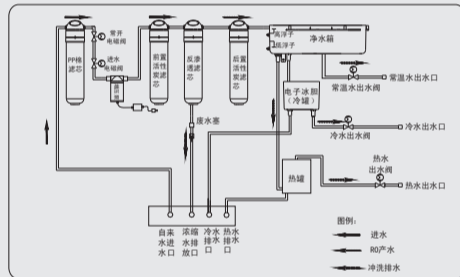 PP棉
滤芯
常开
电磁阀
进水
电磁阀
前置
活性
炭滤芯
反渗
透滤
芯
后置
活性
炭滤芯
高浮子
低浮子
净水箱
常温水出水口
常温水出水阀
电子冰胆
(冷罐)
废水塞
冷水出水口
冷水出水阀
热罐
热水
出水阀
热水出水口
自来
水进
水口
浓缩
水排
放口
冷水
排水
口
热水
排水
口
图例:
进水
RO产水
冲洗排水